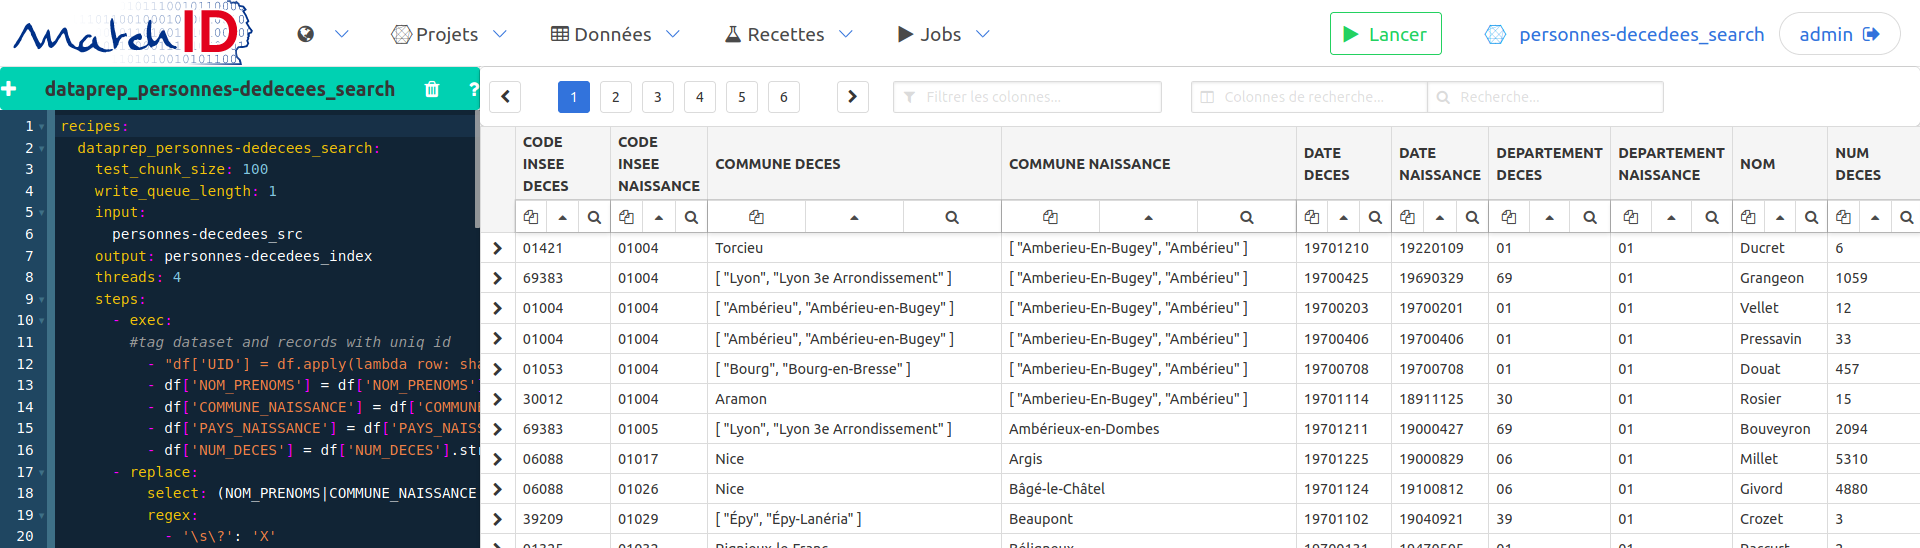 match ID
Projets
Données
Recettes
Jobs
Lancer
personnes-decedees_search
admin
dataprep_personnes-dedecees_search ?
1 2 3 4 5 6
Filtrer les colonnes...
Colonnes de recherche...
Recherche...
1 recipes:
2 dataprep_personnes-dedecees_search:
3 test_chunk_size: 100
4 write_queue_length: 1
5 input:
6 personnes-decedees_src
7 output: personnes-decedees_index
8 threads: 4
9 steps:
10 - exec:
11 #tag dataset and records with uniq id
12 - "df['UID'] = df.apply(lambda row: sha
13 - df['NOM_PRENOMS'] = df['NOM_PRENOMS'
14 - df['COMMUNE_NAISSANCE'] = df['COMMUN
15 - df['PAYS_NAISSANCE'] = df['PAYS_NAISS
16 - df['NUM_DECES'] = df['NUM_DECES'].str
17 - replace:
18 select: (NOM_PRENOMS|COMMUNE_NAISSANCE
19 regex:
20 - '\s\?': 'X'
CODE INSEE DECES
CODE INSEE NAISSANCE
COMMUNE DECES
COMMUNE NAISSANCE
DATE DECES
DATE NAISSANCE
DEPARTEMENT DECES
DEPARTEMENT NAISSANCE
NOM
NUM DECES
01421 01004 Torcieu [ "Amberieu-En-Bugey", "Ambérieu" ] 19701210 19220109 01 01 Ducret 6
69383 01004 [ "Lyon", "Lyon 3e Arrondissement" ] [ "Amberieu-En-Bugey", "Ambérieu" ] 19700425 19690329 69 01 Grangeon 1059
01004 01004 [ "Ambérieu", "Ambérieu-en-Bugey" ] [ "Amberieu-En-Bugey", "Ambérieu" ] 19700203 19700201 01 01 Vellet 12
01004 01004 [ "Ambérieu", "Ambérieu-en-Bugey" ] [ "Amberieu-En-Bugey", "Ambérieu" ] 19700406 19700406 01 01 Pressavin 33
01053 01004 [ "Bourg", "Bourg-en-Bresse" ] [ "Amberieu-En-Bugey", "Ambérieu" ] 19700708 19700708 01 01 Douat 457
30012 01004 Aramon [ "Amberieu-En-Bugey", "Ambérieu" ] 19701114 18911125 30 01 Rosier 15
69383 01005 [ "Lyon", "Lyon 3e Arrondissement" ] Ambérieux-en-Dombes 19701211 19000427 69 01 Bouveyron 2094
06088 01017 Nice Argis 19701225 19000829 06 01 Millet 5310
06088 01026 Nice Bâgé-le-Châtel 19701124 19100812 06 01 Givord 4880
39209 01029 [ "Épy", "Épy-Lanéria" ] Beaupont 19701102 19040921 39 01 Crozet 3